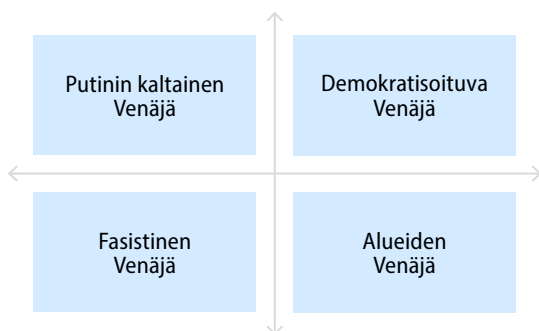 Putinin kaltainen
Venäjä
Demokratisoituva
Venäjä
Fasistinen
Venäjä
Alueiden
Venäjä